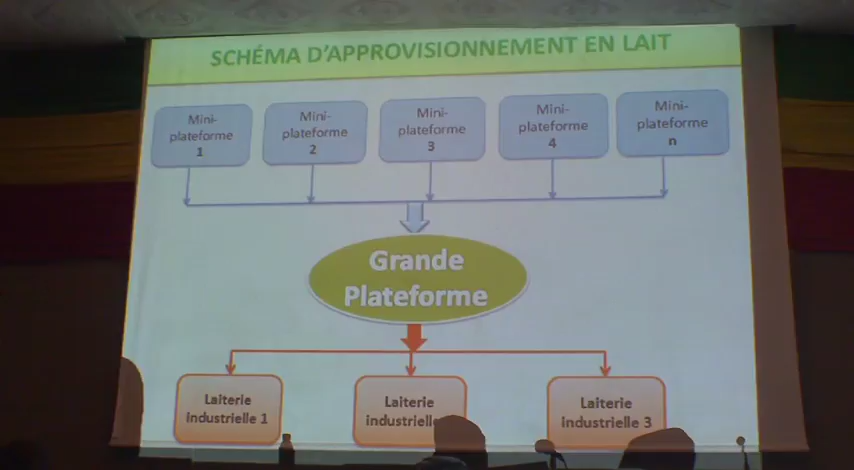 SCHÉMA D'APPROVISIONNEMENT EN LAIT
Mini-
plateforme
1
Mini-
plateforme
2
Mini-
plateforme
3
Mini-
plateforme
4
Mini-
plateforme
n
Grande
Plateforme
Laiterie
industrielle 1
Laiterie
Laiterie
industrielle 3